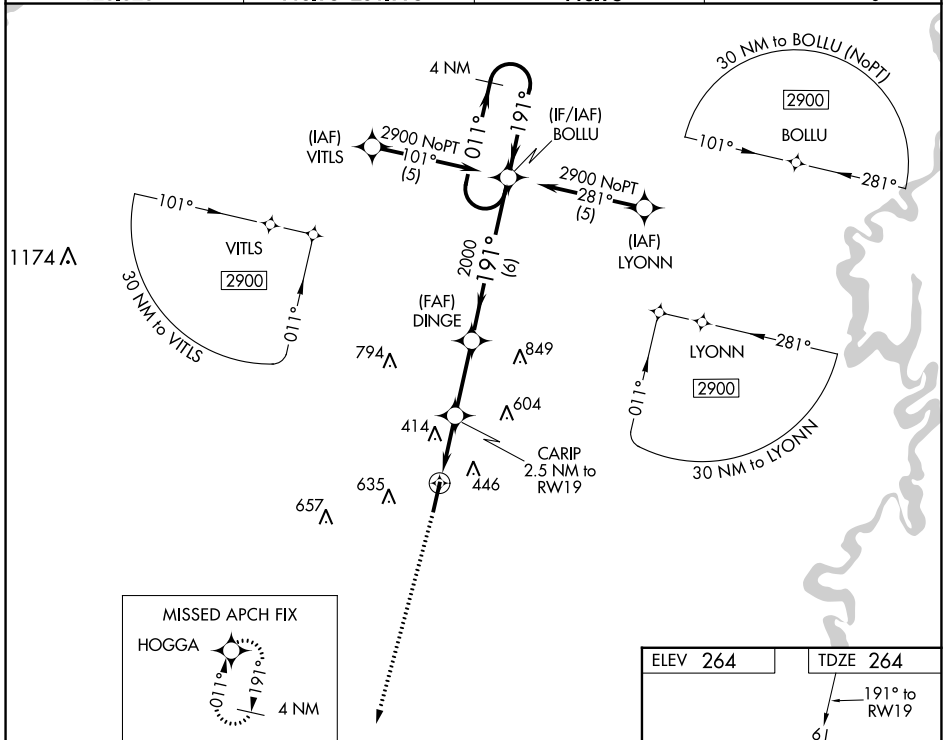 4 NM
011°
191°
(IF/IAF)
BOLLU
(IAF)
VITLS
2900 NoPT
101°
(5)
2900 NoPT
281°
(5)
(IAF)
LYONN
30 NM to BOLLU (NoPT)
2900
BOLLU
101°
281°
101°
VITLS
2900
011°
30 NM to VITLS
1174
2000
191°
(6)
(FAF)
DINGE
794
849
604
414
CARIP
2.5 NM to
RW19
446
635
657
LYONN
281°
2900
011°
30 NM to LYONN
MISSED APCH FIX
HOGGA
011°
191°
4 NM
ELEV 264
TDZE 264
191° to
RW19